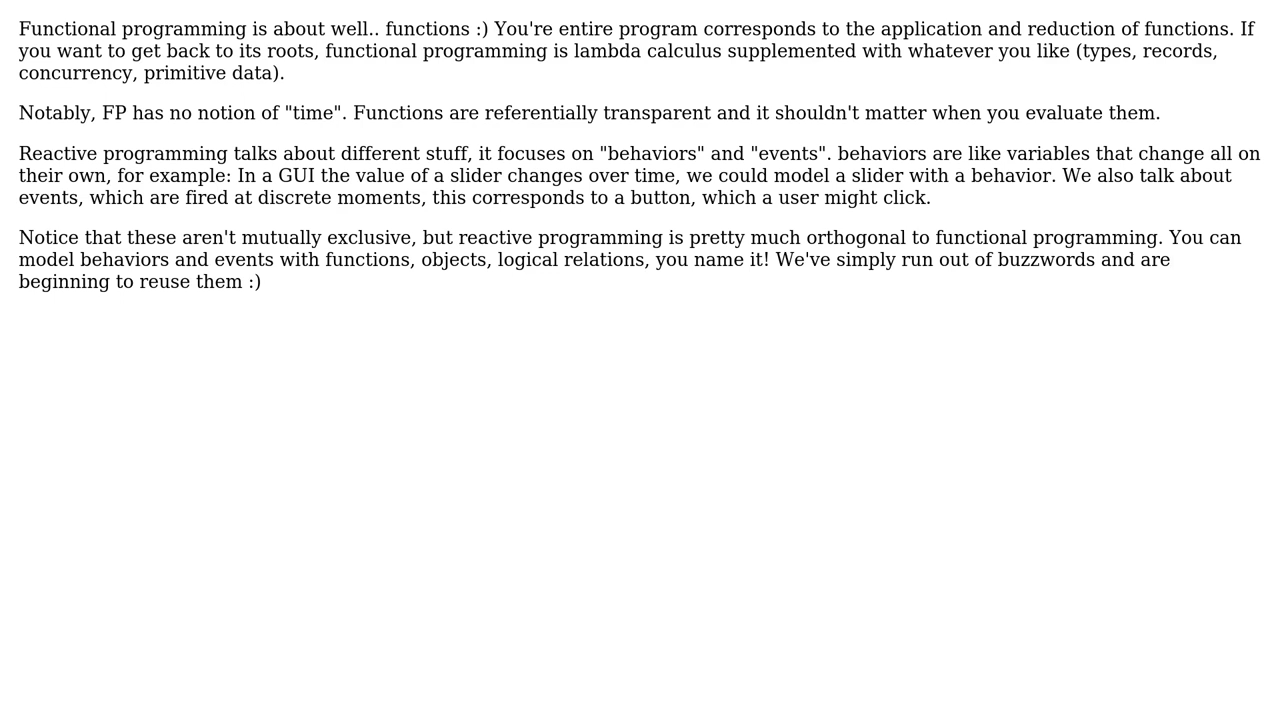 Functional programming is about well.. functions :) You're entire program corresponds to the application and reduction of functions. If
you want to get back to its roots, functional programming is lambda calculus supplemented with whatever you like (types, records,
concurrency, primitive data).
Notably, FP has no notion of "time". Functions are referentially transparent and it shouldn't matter when you evaluate them.
Reactive programming talks about different stuff, it focuses on "behaviors" and "events". behaviors are like variables that change all on
their own, for example: In a GUI the value of a slider changes over time, we could model a slider with a behavior. We also talk about
events, which are fired at discrete moments, this corresponds to a button, which a user might click.
Notice that these aren't mutually exclusive, but reactive programming is pretty much orthogonal to functional programming. You can
model behaviors and events with functions, objects, logical relations, you name it! We've simply run out of buzzwords and are
beginning to reuse them :)